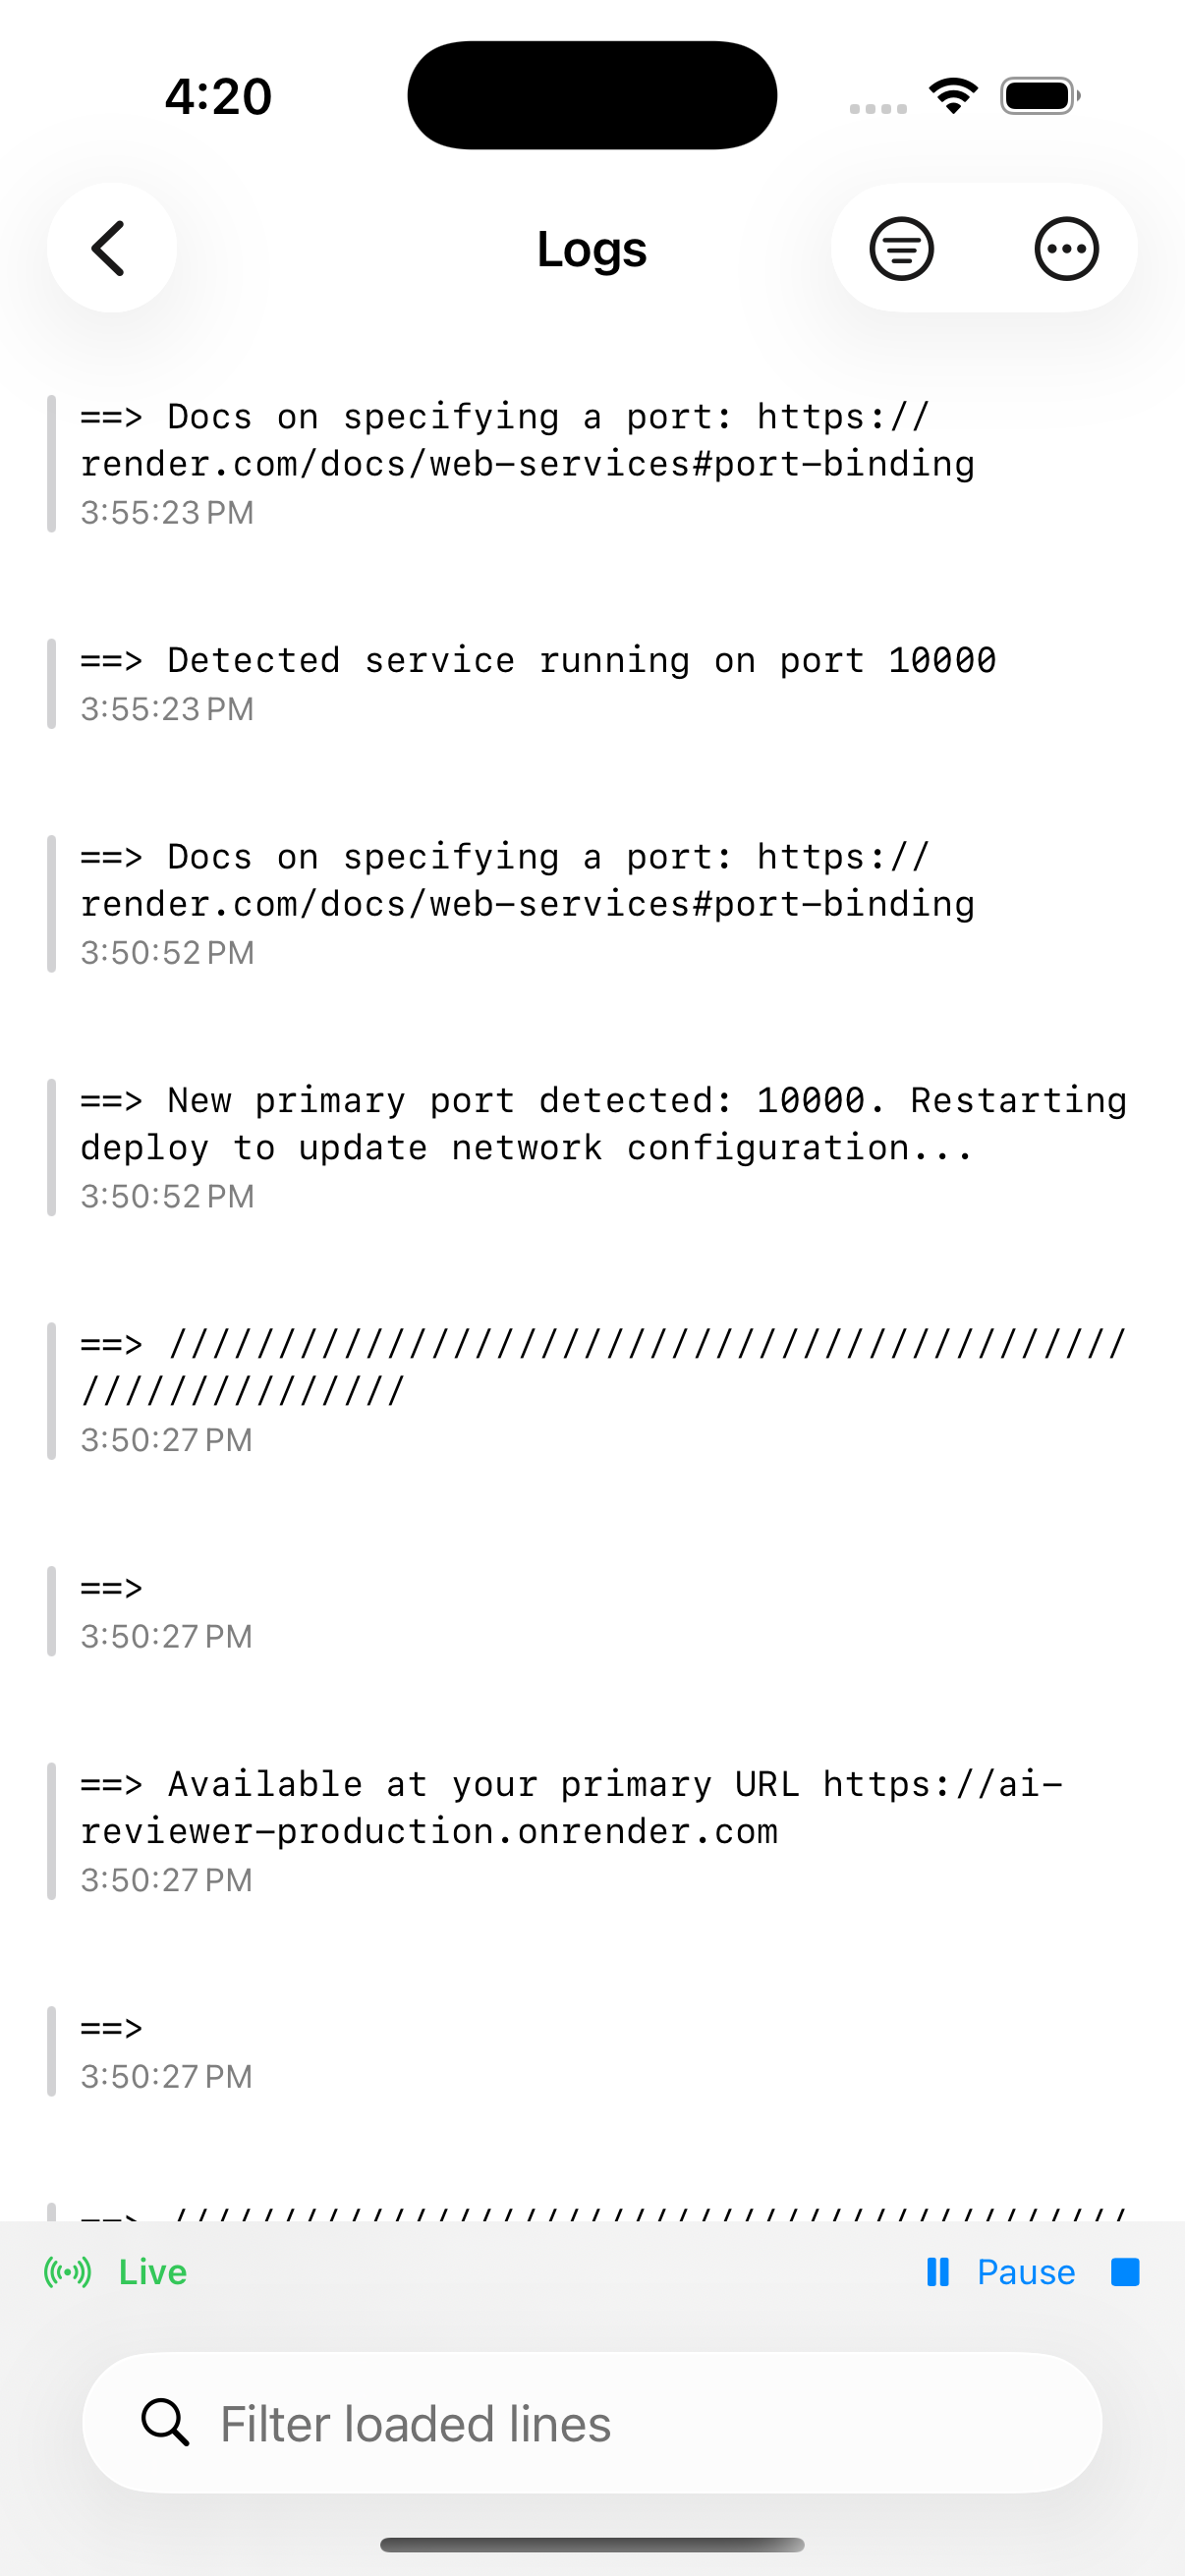 4:20
Logs
==> Docs on specifying a port: https://
render.com/docs/web-services#port-binding
3:55:23 PM
==> Detected service running on port 10000
3:55:23 PM
==> Docs on specifying a port: https://
render.com/docs/web-services#port-binding
3:50:52 PM
==> New primary port detected: 10000. Restarting
deploy to update network configuration...
3:50:52 PM
==> ////////////////////////////////////////////
///////////////
3:50:27 PM
==>
3:50:27 PM
==> Available at your primary URL https://ai-
reviewer-production.onrender.com
3:50:27 PM
==>
3:50:27 PM
==> ////////////////////////////////////////////
Live
Pause
Filter loaded lines